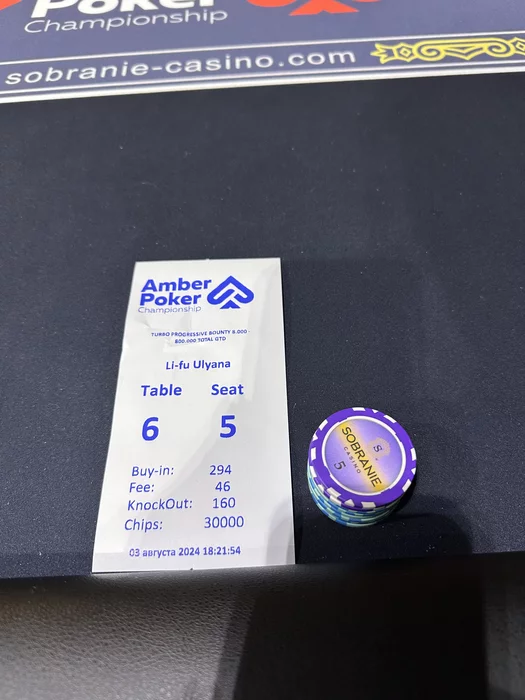 Poker
Championship
sobranie-casino.com
Amber
Poker
Championship
TURBO PROGRESSIVE BOUNTY 8.000 -
800.000 TOTAL GTD
Li-fu Ulyana
Table Seat
6 5
Buy-in: 294
Fee: 46
KnockOut: 160
Chips: 30000
03 августа 2024 18:21:54
S
SOBRANIE
CASINO
5